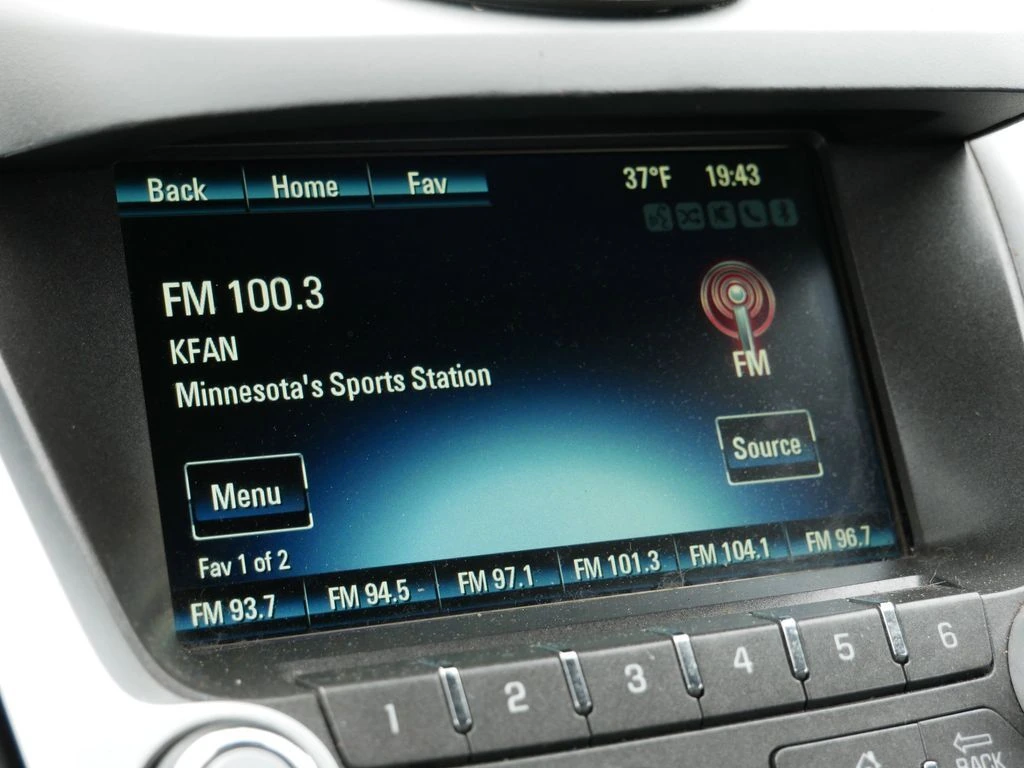 Back Home Fav 37°F 19:43
FM 100.3
KFAN
Minnesota's Sports Station
FM
Source
Menu
Fav 1 of 2
FM 93.7 FM 94.5 FM 97.1 FM 101.3 FM 104.1 FM 96.7
1 2 3 4 5 6
BACK